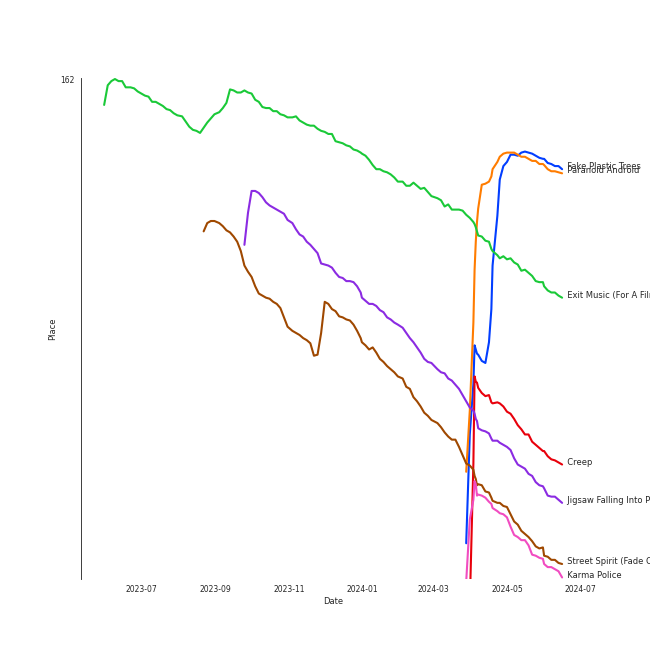 162
Fake Plastic Trees
Paranoid Android
Exit Music (For A Fil
Creep
Jigsaw Falling Into P
Street Spirit (Fade O
Karma Police
Place
2023-07 2023-09 2023-11 2024-01 2024-03 2024-05 2024-07
Date